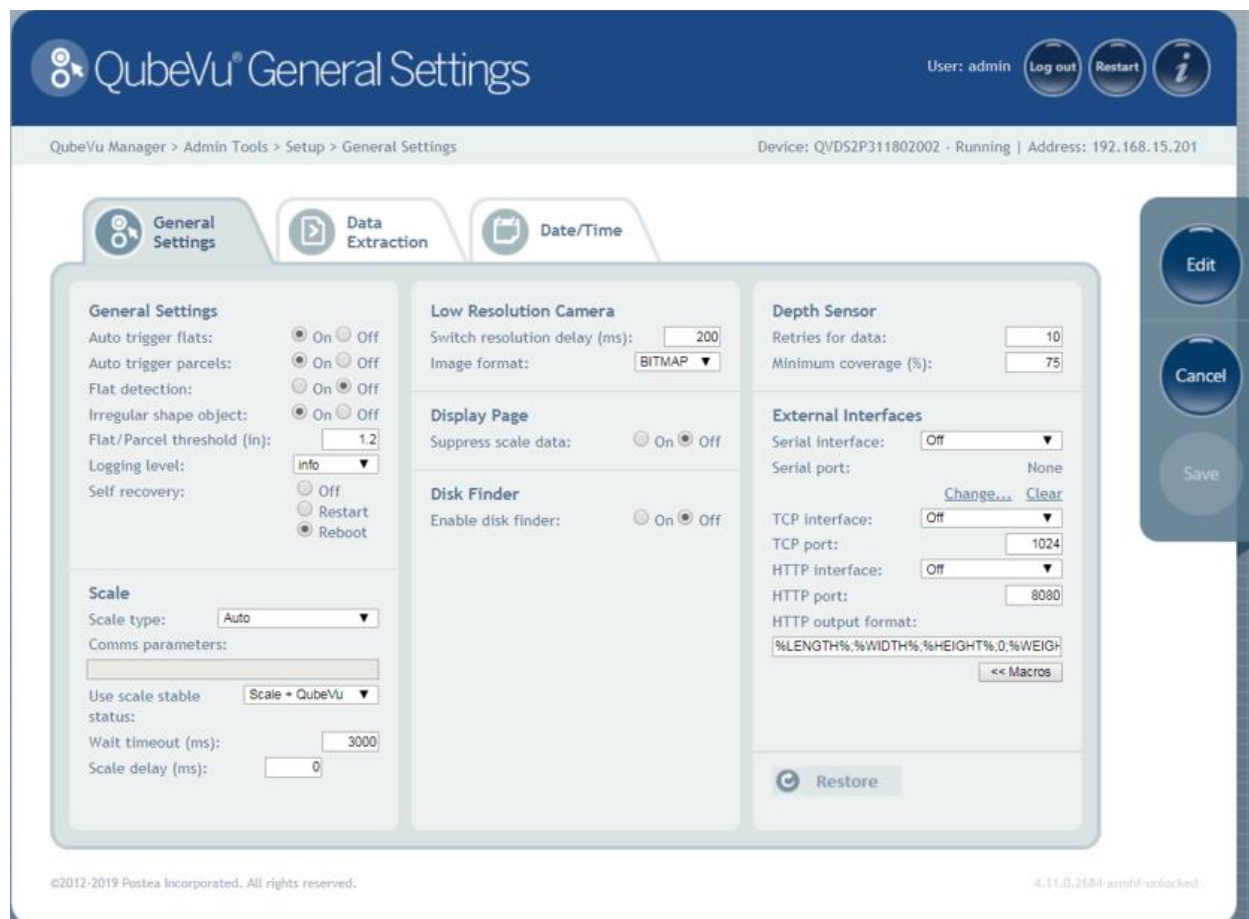 QubeVu® General Settings
User: admin
Log out
Restart
i
QubeVu Manager > Admin Tools > Setup > General Settings
Device: QVDS2P311802002 - Running | Address: 192.168.15.201
General Settings
Data Extraction
Date/Time
Edit
Cancel
Save
General Settings
Auto trigger flats: On Off
Auto trigger parcels: On Off
Flat detection: On Off
Irregular shape object: On Off
Flat/Parcel threshold (in): 1.2
Logging level: info
Self recovery: Off
Restart
Reboot
Scale
Scale type: Auto
Comms parameters:
Use scale stable status: Scale + QubeVu
Wait timeout (ms): 3000
Scale delay (ms): 0
Low Resolution Camera
Switch resolution delay (ms): 200
Image format: BITMAP
Display Page
Suppress scale data: On Off
Disk Finder
Enable disk finder: On Off
Depth Sensor
Retries for data: 10
Minimum coverage (%): 75
External Interfaces
Serial interface: Off
Serial port: None
Change... Clear
TCP interface: Off
TCP port: 1024
HTTP interface: Off
HTTP port: 8080
HTTP output format:
%LENGTH%;%WIDTH%;%HEIGHT%;0;%WEIGH
<< Macros
Restore
©2012-2019 Postea Incorporated. All rights reserved.
4.11.0.2684-armhf-unlocked